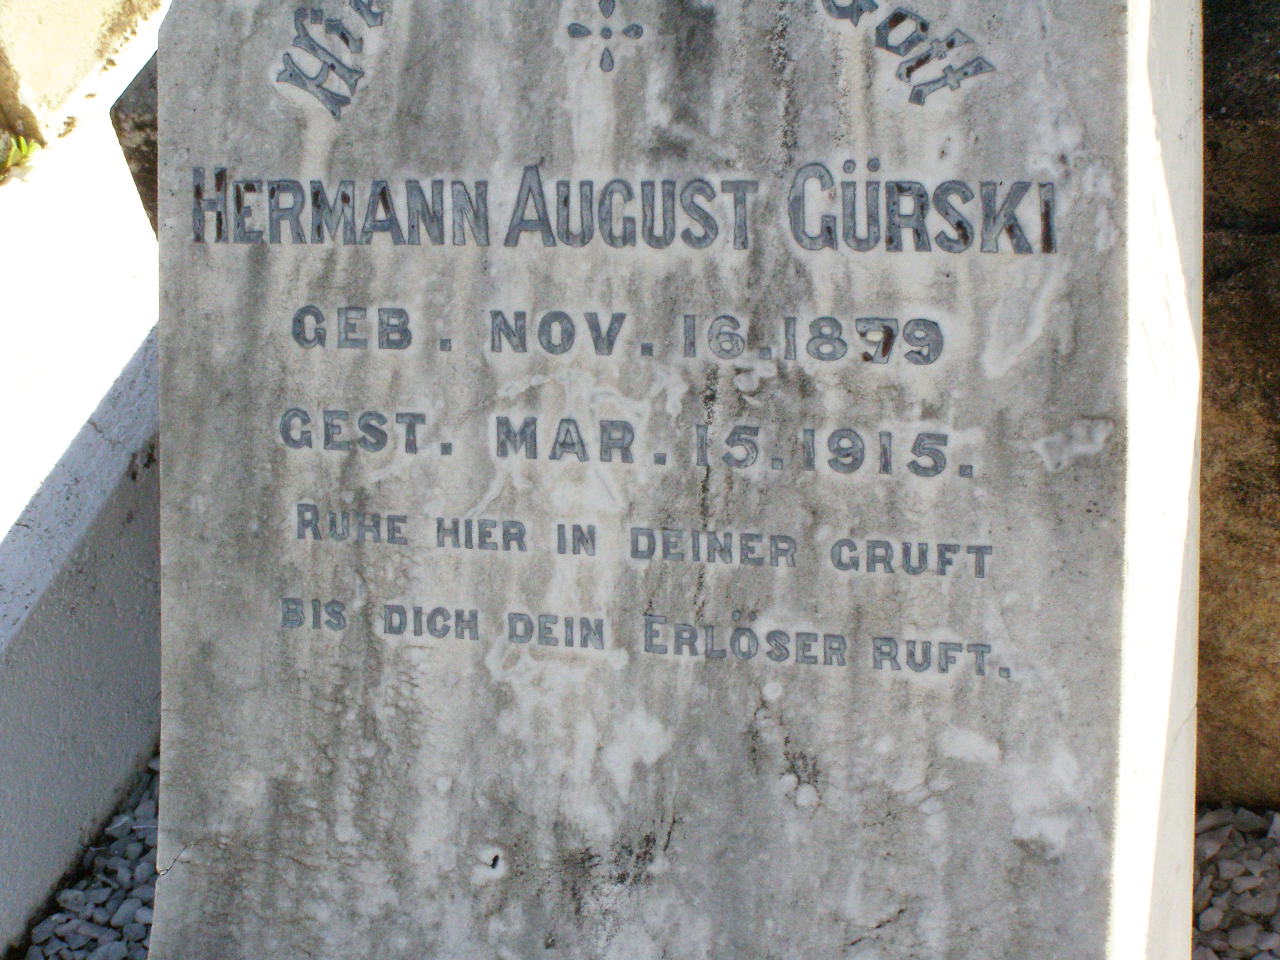 HERMANN AUGUST GÜRSKI
GEB. NOV. 16.1879
GEST. MAR. 15.1915.
RUHE HIER IN DEINER GRUFT
BIS DICH DEIN ERLÖSER RUFT.